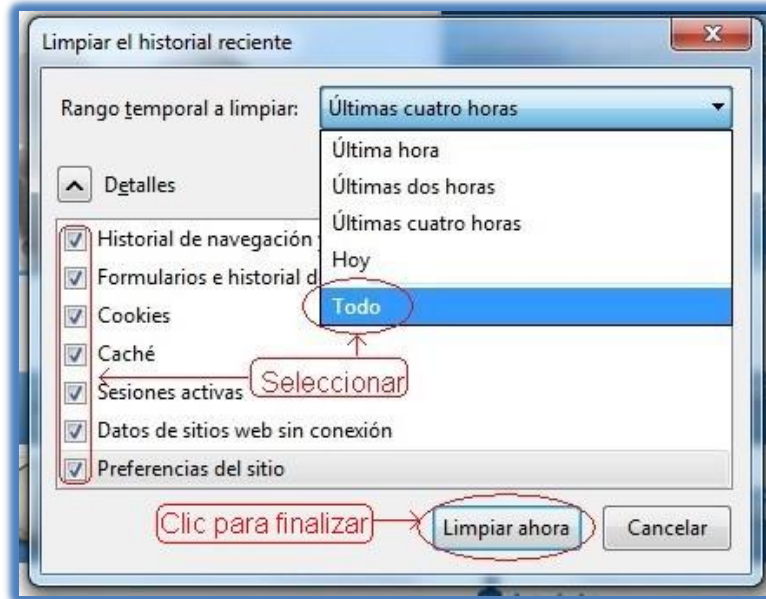 Limpiar el historial reciente
Rango temporal a limpiar: Últimas cuatro horas
Última hora
Últimas dos horas
Últimas cuatro horas
Hoy
Todo
Detalles
Historial de navegación
Formularios e historial d
Cookies
Caché
Sesiones activas
Datos de sitios web sin conexión
Preferencias del sitio
Seleccionar
Clic para finalizar
Limpiar ahora Cancelar